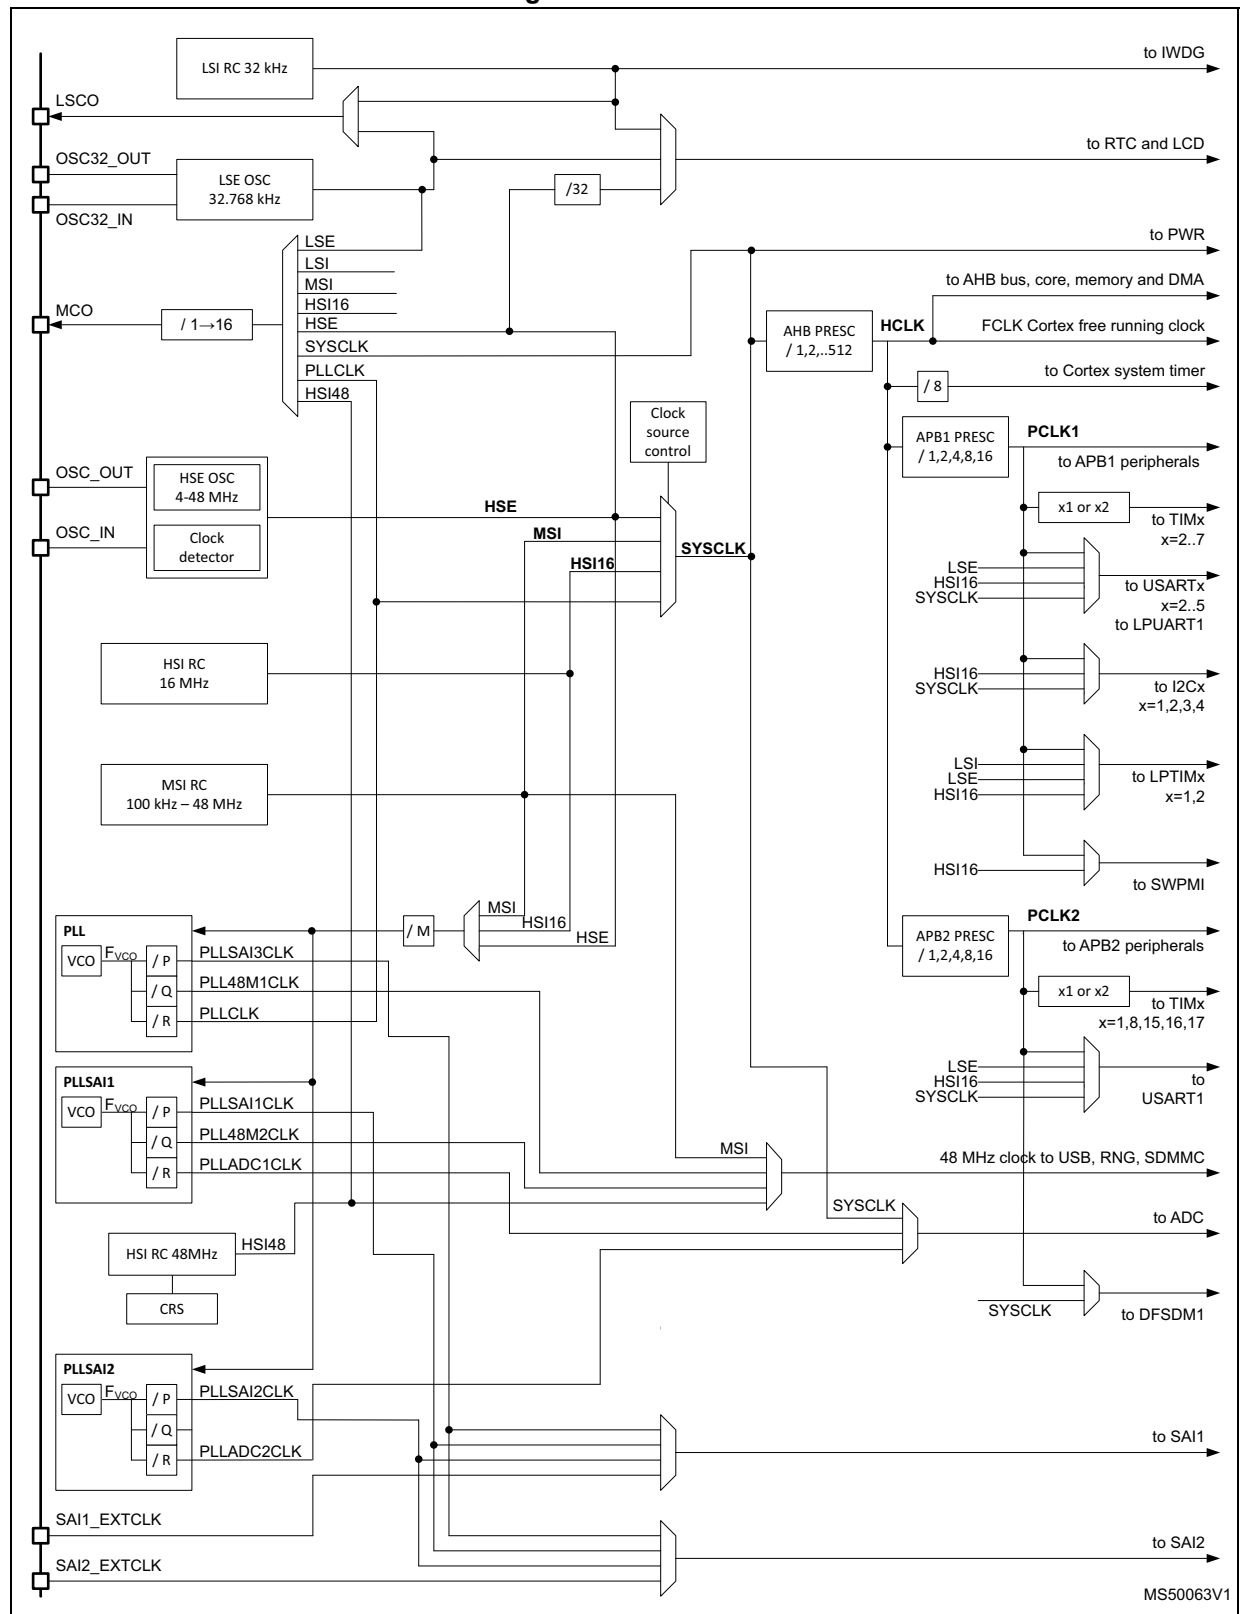 LSI RC 32 kHz
to IWDG
LSCO
to RTC and LCD
OSC32_OUT
LSE OSC
32.768 kHz
/32
OSC32_IN
to PWR
LSE
LSI
MSI
HSI16
HSE
SYSCLK
PLLCLK
HSI48
MCO
/ 1→16
to AHB bus, core, memory and DMA
AHB PRESC
/ 1,2,..512
HCLK
FCLK Cortex free running clock
to Cortex system timer
/ 8
Clock
source
control
APB1 PRESC
/ 1,2,4,8,16
PCLK1
to APB1 peripherals
OSC_OUT
HSE OSC
4-48 MHz
OSC_IN
Clock
detector
HSE
MSI
HSI16
SYSCLK
x1 or x2
to TIMx
x=2..7
LSE
HSI16
SYSCLK
to USARTx
x=2..5
to LPUART1
HSI RC
16 MHz
HSI16
SYSCLK
to I2Cx
x=1,2,3,4
MSI RC
100 kHz – 48 MHz
LSI
LSE
HSI16
to LPTIMx
x=1,2
HSI16
to SWPMI
MSI
HSI16
HSE
/ M
PLL
VCO
FVCO
/ P
/ Q
/ R
PLLSAI3CLK
PLL48M1CLK
PLLCLK
APB2 PRESC
/ 1,2,4,8,16
PCLK2
to APB2 peripherals
x1 or x2
to TIMx
x=1,8,15,16,17
PLLSAI1
VCO
FVCO
/ P
/ Q
/ R
PLLSAI1CLK
PLL48M2CLK
PLLADC1CLK
LSE
HSI16
SYSCLK
to
USART1
MSI
48 MHz clock to USB, RNG, SDMMC
SYSCLK
to ADC
HSI RC 48MHz
HSI48
CRS
SYSCLK
to DFSDM1
PLLSAI2
VCO
FVCO
/ P
/ Q
/ R
PLLSAI2CLK
PLLADC2CLK
to SAI1
SAI1_EXTCLK
to SAI2
SAI2_EXTCLK
MS50063V1